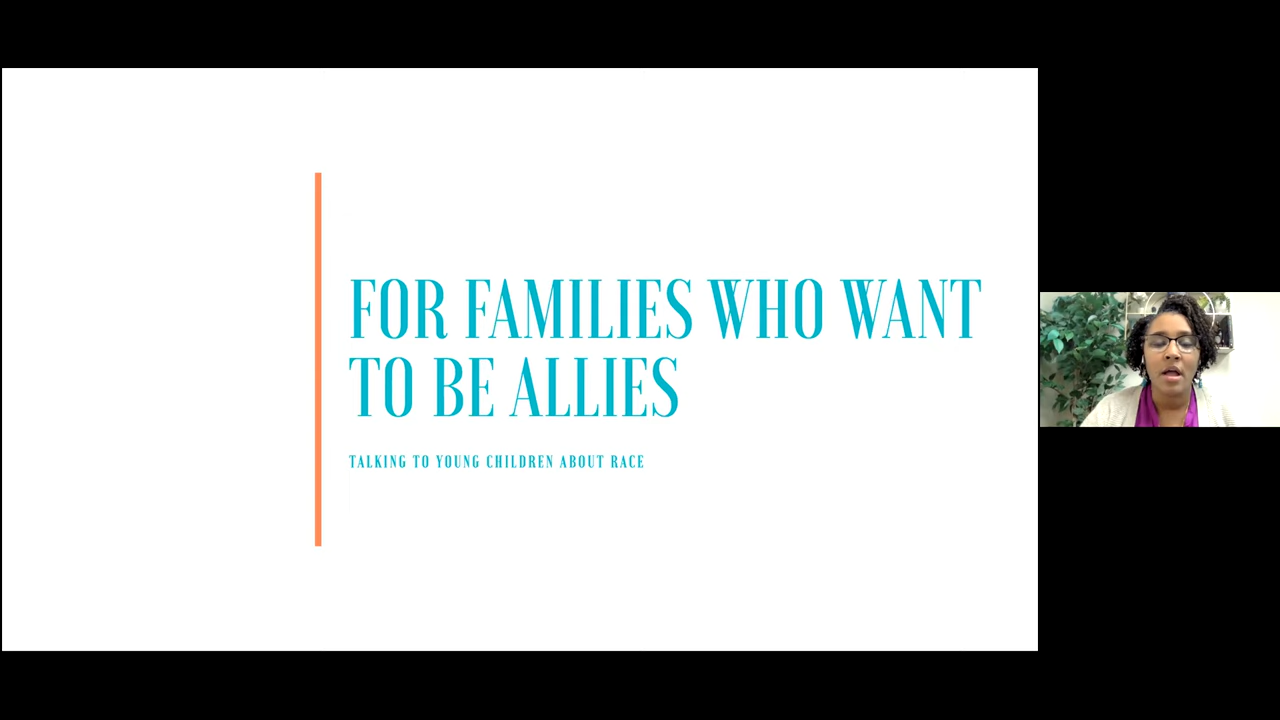 FOR FAMILIES WHO WANT
TO BE ALLIES
TALKING TO YOUNG CHILDREN ABOUT RACE